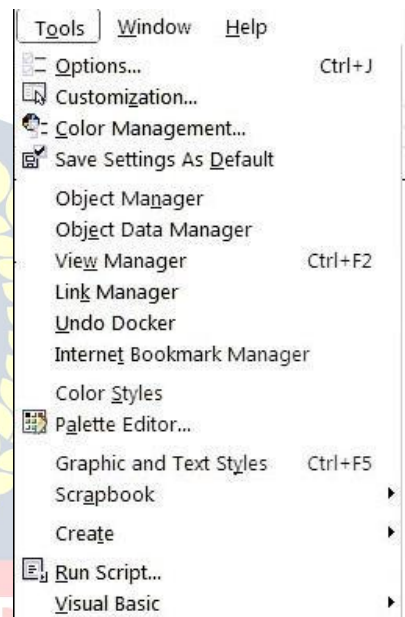 Tools Window Help
Options... Ctrl+J
Customization...
Color Management...
Save Settings As Default
Object Manager
Object Data Manager
View Manager Ctrl+F2
Link Manager
Undo Docker
Internet Bookmark Manager
Color Styles
Palette Editor...
Graphic and Text Styles Ctrl+F5
Scrapbook
Create
Run Script...
Visual Basic